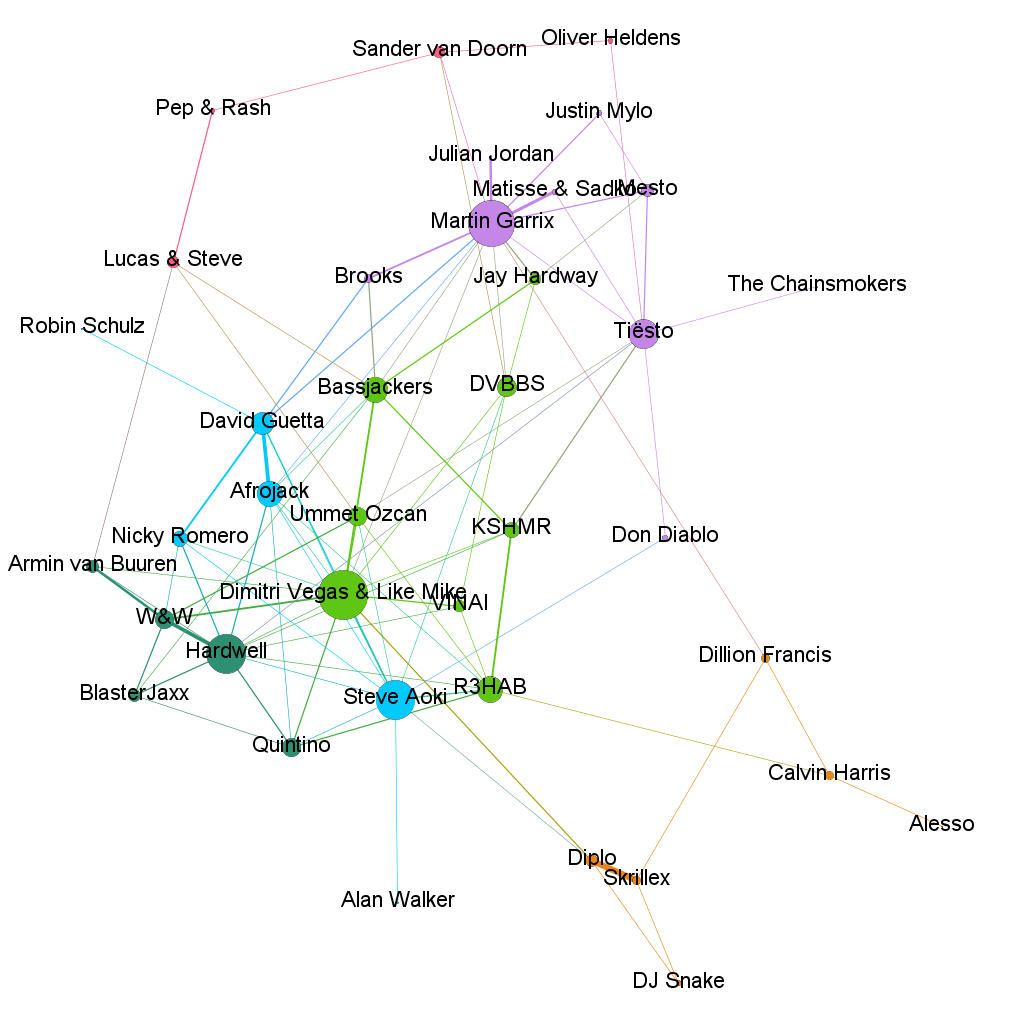 Oliver Heldens
Sander van Doorn
Pep & Rash
Justin Mylo
Julian Jordan
Matisse & Sadko
Mesto
Martin Garrix
Lucas & Steve
Brooks
Jay Hardway
The Chainsmokers
Robin Schulz
Tiësto
Bassjackers
DVBBS
David Guetta
Afrojack
Ummet Ozcan
KSHMR
Nicky Romero
Don Diablo
Armin van Buuren
Dimitri Vegas & Like Mike
VINAI
W&W
Hardwell
Dillion Francis
BlasterJaxx
Steve Aoki
R3HAB
Quintino
Calvin Harris
Alesso
Diplo
Skrillex
Alan Walker
DJ Snake